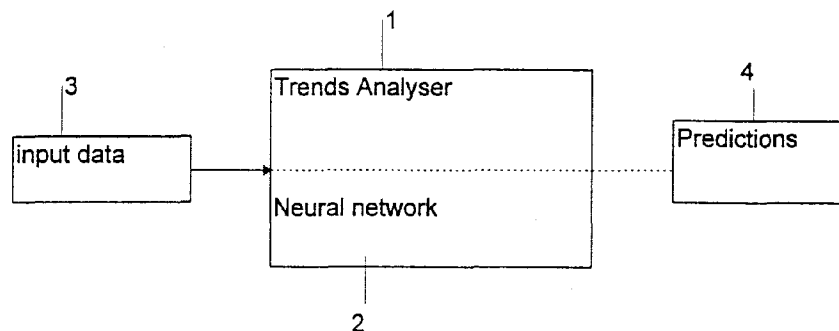 1
3
4
Trends Analyser
Predictions
input data
Neural network
2